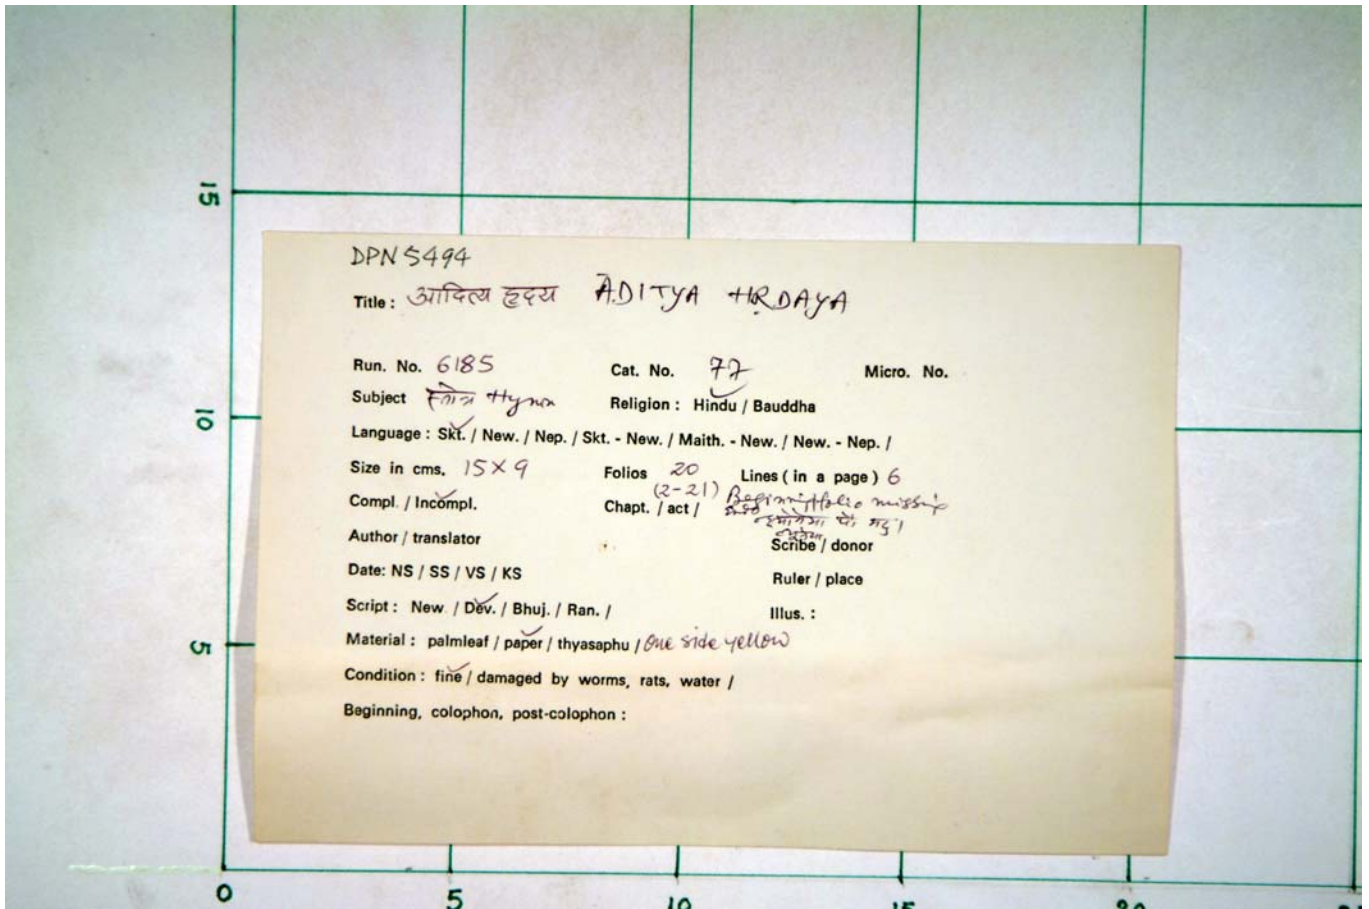 DPN 5494
Title : आदित्य हृदय ADITYA HRDAYA
Run. No. 6185 Cat. No. 77 Micro. No.
Subject स्तोत्र Hymn Religion : Hindu / Bauddha
Language : Skt. / New. / Nep. / Skt. - New. / Maith. - New. / New. - Nep. /
Size in cms. 15 × 9 Folios 20 Lines ( in a page ) 6
(2-21)
Compl. / Incompl. Chapt. / act / missing
Author / translator Scribe / donor
Date: NS / SS / VS / KS Ruler / place
Script : New. / Dev. / Bhuj. / Ran. / Illus. :
Material : palmleaf / paper / thyasaphu / One side yellow
Condition : fine / damaged by worms, rats, water /
Beginning, colophon, post-colophon :
15
10
5
0 5 10 15 20